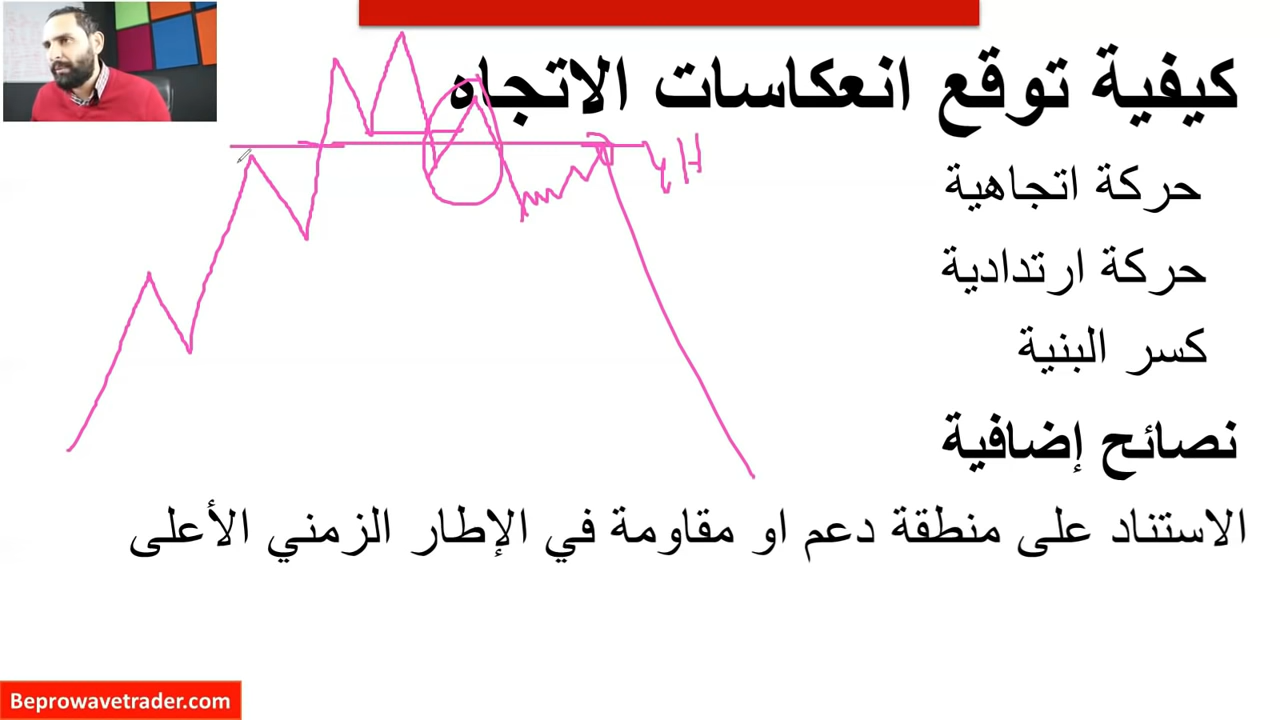 كيفية توقع انعكاسات الاتجاه
حركة اتجاهية
حركة ارتدادية
كسر البنية
نصائح إضافية
الاستناد على منطقة دعم او مقاومة في الإطار الزمني الأعلى
Beprowavetrader.com